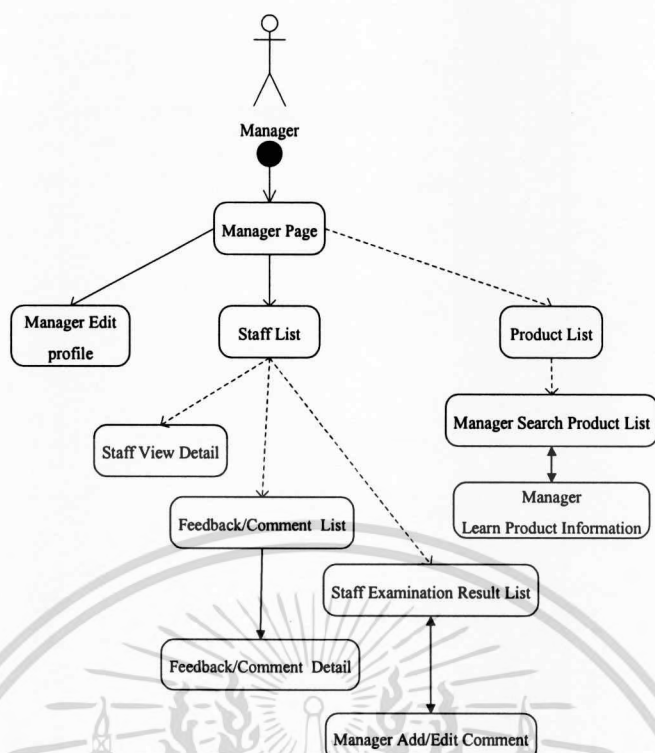 Manager
Manager Page
Manager Edit
profile
Staff List
Product List
Staff View Detail
Manager Search Product List
Feedback/Comment List
Manager
Learn Product Information
Staff Examination Result List
Feedback/Comment Detail
Manager Add/Edit Comment